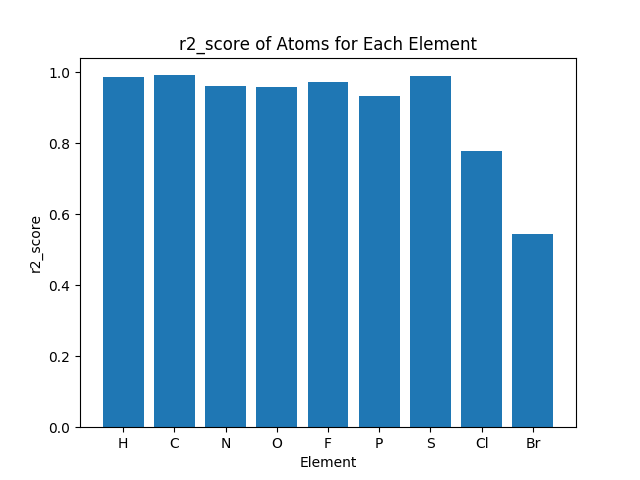 r2_score of Atoms for Each Element
1.0
0.8
0.6
0.4
0.2
0.0
r2_score
H C N O F P S Cl Br
Element